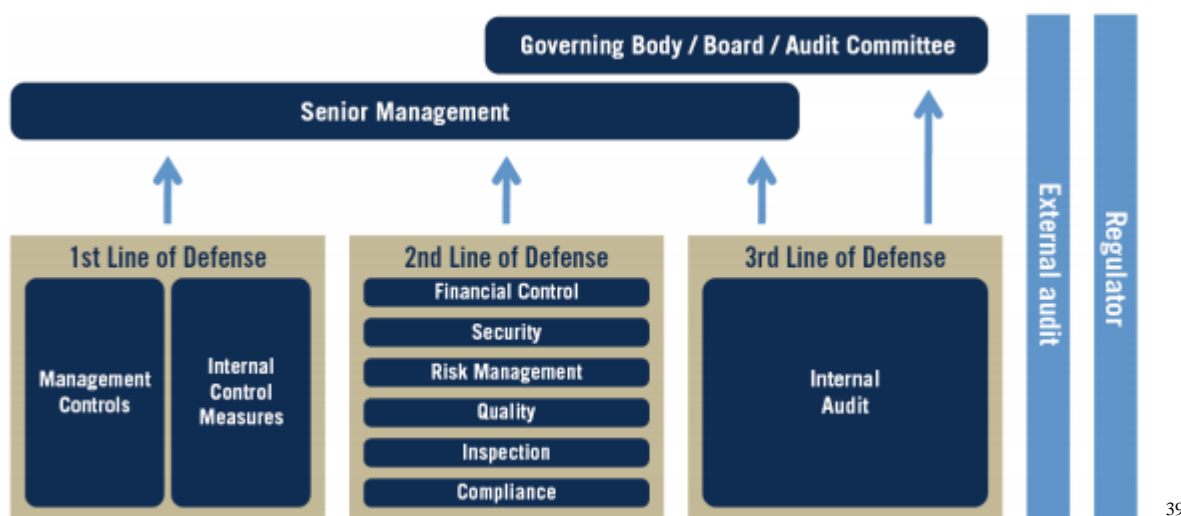 Governing Body / Board / Audit Committee
Senior Management
1st Line of Defense
Management
Controls
Internal
Control
Measures
2nd Line of Defense
Financial Control
Security
Risk Management
Quality
Inspection
Compliance
3rd Line of Defense
Internal
Audit
External audit
Regulator
39